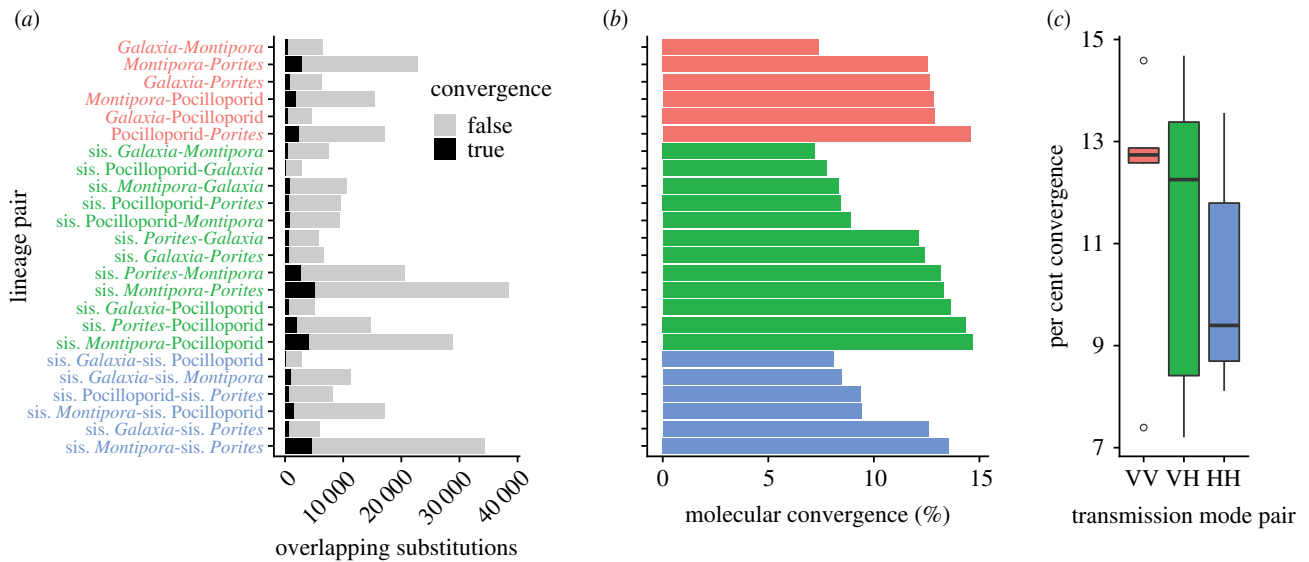 (a)
(b)
(c)
lineage pair
Galaxia-Montipora
Montipora-Porites
Galaxia-Porites
Montipora-Pocilloporid
Galaxia-Pocilloporid
Pocilloporid-Porites
sis. Galaxia-Montipora
sis. Pocilloporid-Galaxia
sis. Montipora-Galaxia
sis. Pocilloporid-Porites
sis. Pocilloporid-Montipora
sis. Porites-Galaxia
sis. Galaxia-Porites
sis. Porites-Montipora
sis. Montipora-Porites
sis. Galaxia-Pocilloporid
sis. Porites-Pocilloporid
sis. Montipora-Pocilloporid
sis. Galaxia-sis. Pocilloporid
sis. Galaxia-sis. Montipora
sis. Pocilloporid-sis. Porites
sis. Montipora-sis. Pocilloporid
sis. Galaxia-sis. Porites
sis. Montipora-sis. Porites
convergence
false
true
0
10 000
20 000
30 000
40 000
overlapping substitutions
0
5
10
15
molecular convergence (%)
per cent convergence
15
13
11
9
7
VV VH HH
transmission mode pair